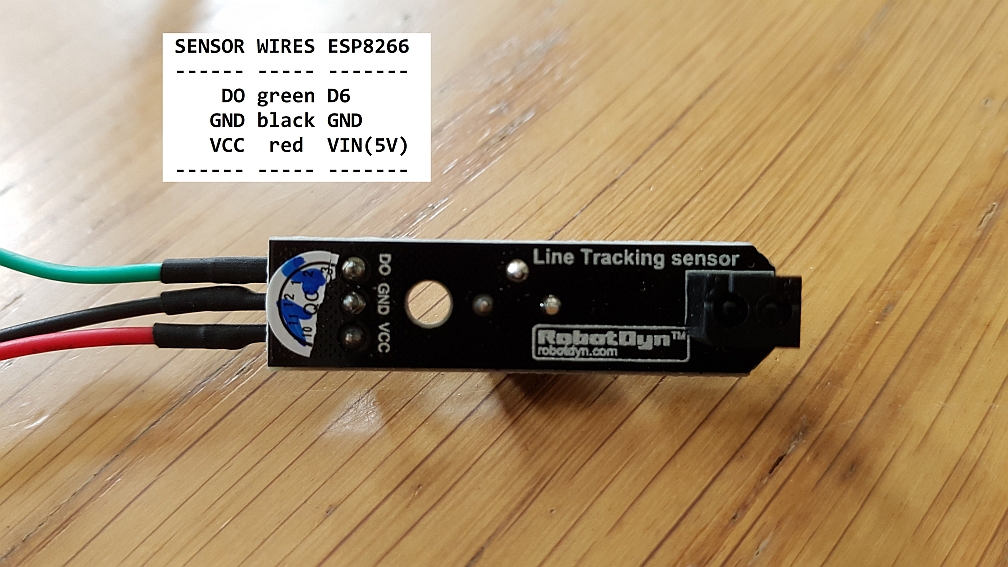 SENSOR WIRES ESP8266
------ ----- -------
DO green D6
GND black GND
VCC red VIN(5V)
------ ----- -------
Line Tracking sensor
DO GND VCC
RobotDyn™
robotdyn.com
QC